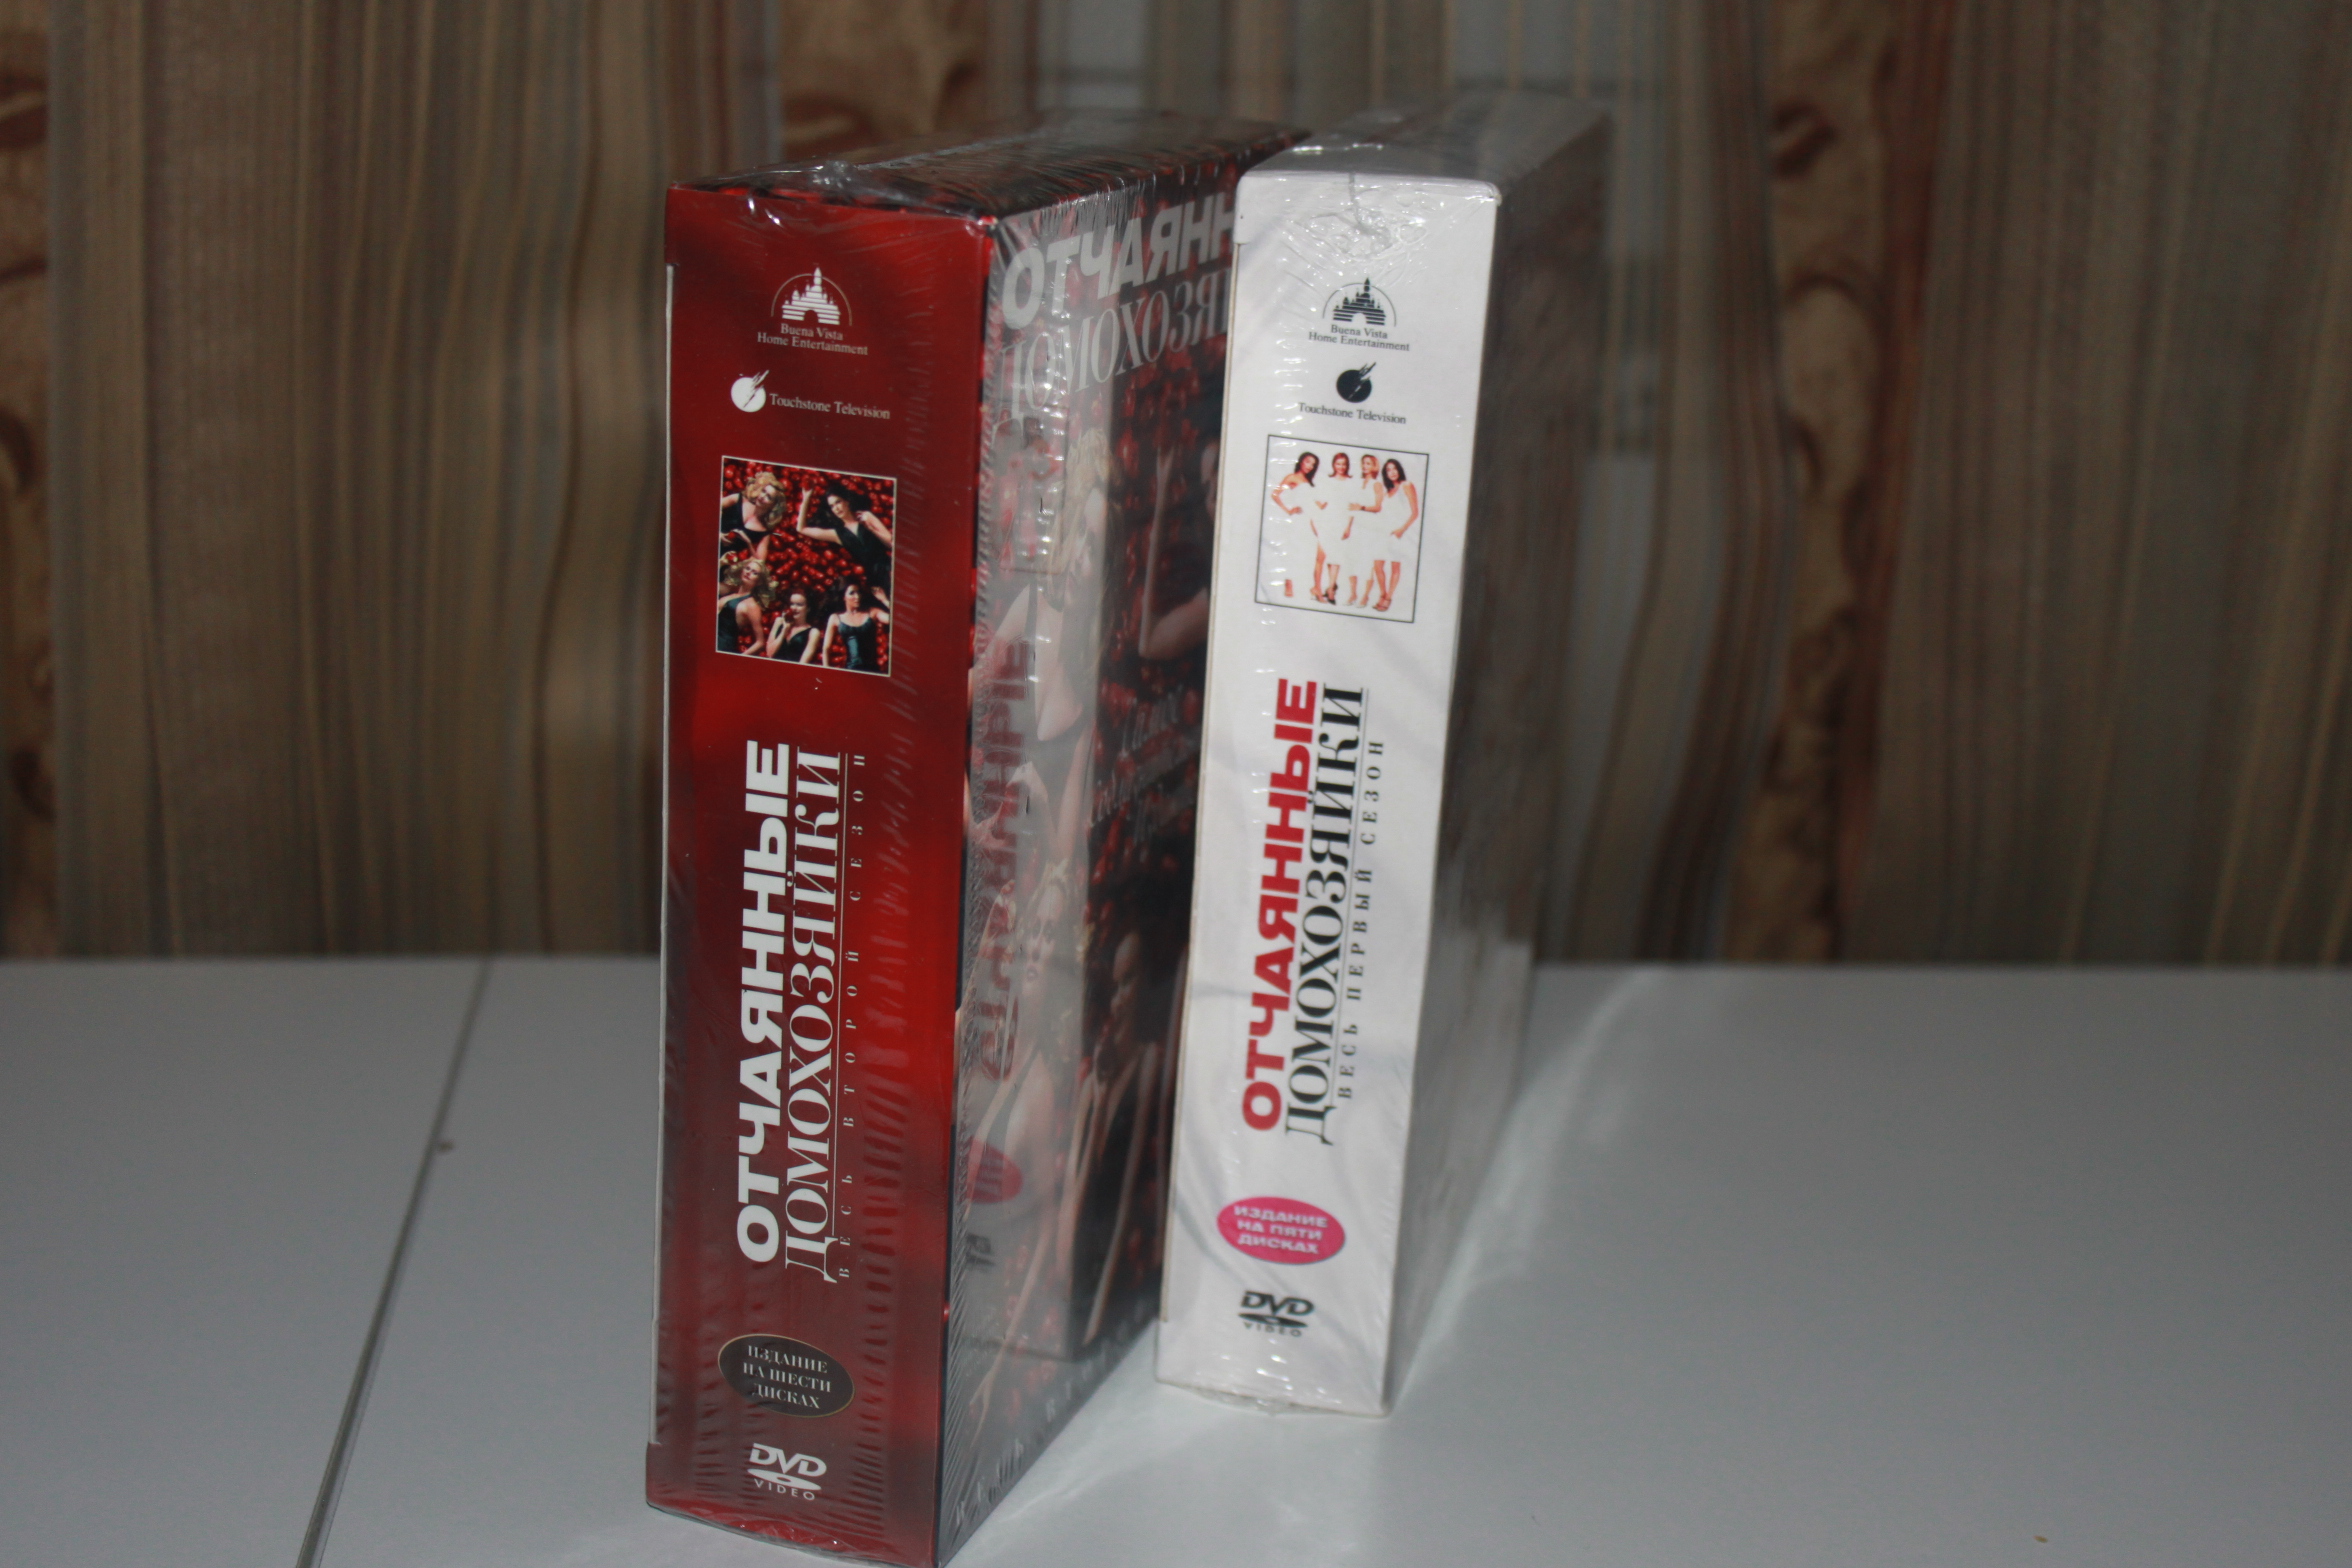 Buena Vista
Home Entertainment
Touchstone Television
ОТЧАЯННЫЕ
ДОМОХОЗЯЙКИ
ВЕСЬ ВТОРОЙ СЕЗОН
ИЗДАНИЕ
НА ШЕСТИ
ДИСКАХ
DVD
VIDEO
ОТЧАЯНН
ДОМОХОЗЯ
Buena Vista
Home Entertainment
Touchstone Television
ОТЧАЯННЫЕ
ДОМОХОЗЯЙКИ
ВЕСЬ ПЕРВЫЙ СЕЗОН
ИЗДАНИЕ
НА ПЯТИ
ДИСКАХ
DVD
VIDEO